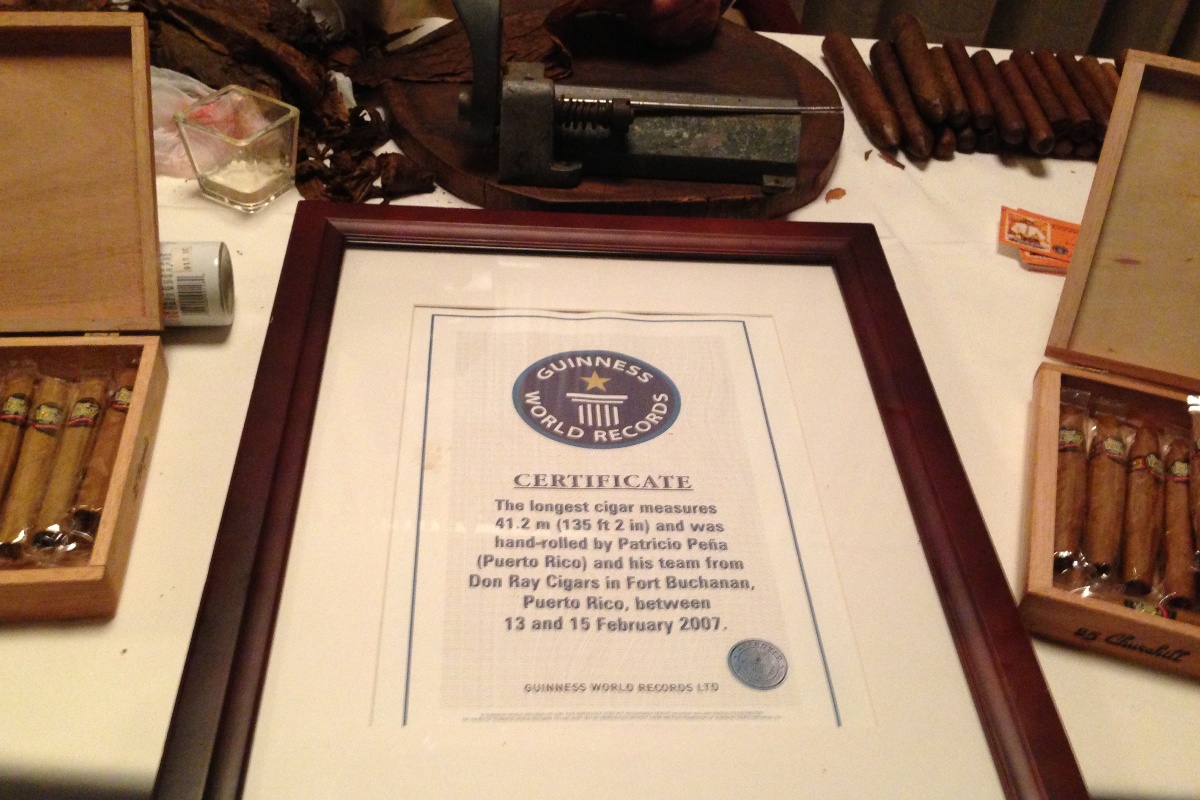 GUINNESS
WORLD RECORDS
CERTIFICATE
The longest cigar measures
41.2 m (135 ft 2 in) and was
hand-rolled by Patricio Peña
(Puerto Rico) and his team from
Don Ray Cigars in Fort Buchanan,
Puerto Rico, between
13 and 15 February 2007.
GUINNESS WORLD RECORDS LTD
25 Churchill